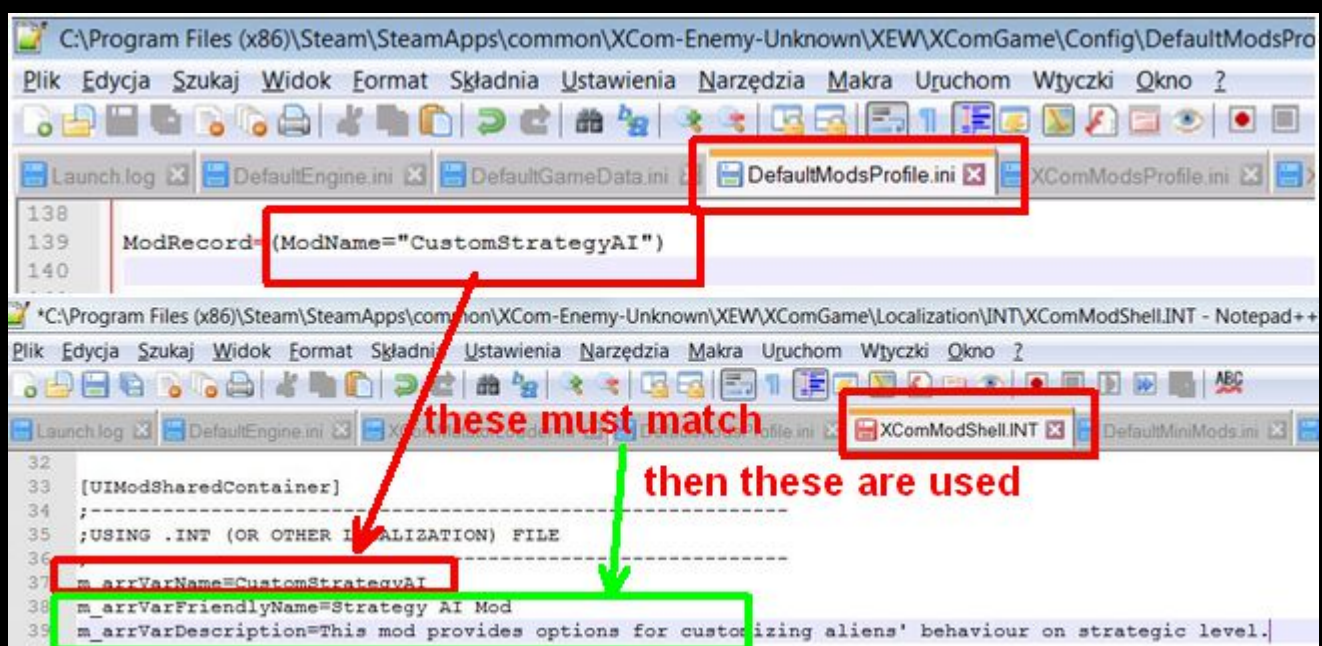 C:\Program Files (x86)\Steam\SteamApps\common\XCom-Enemy-Unknown\XEW\XComGame\Config\DefaultModsPro
Plik Edycja Szukaj Widok Format Składnia Ustawienia Narzędzia Makra Uruchom Wtyczki Okno ?
Launch.log DefaultEngine.ini DefaultGameData.ini DefaultModsProfile.ini XComModsProfile.ini
138
139 ModRecord=(ModName="CustomStrategyAI")
140
*C:\Program Files (x86)\Steam\SteamApps\common\XCom-Enemy-Unknown\XEW\XComGame\Localization\INT\XComModShell.INT - Notepad++
Plik Edycja Szukaj Widok Format Składnia Ustawienia Narzędzia Makra Uruchom Wtyczki Okno ?
ABC
these must match
Launch.log DefaultEngine.ini XComModShell.INT DefaultMiniMods.ini
then these are used
32
33 [UIModSharedContainer]
34 ;------------------------------------------------------------
35 ;USING .INT (OR OTHER LOCALIZATION) FILE
36 ;------------------------------------------------------------
37 m_arrVarName=CustomStrategyAI
38 m_arrVarFriendlyName=Strategy AI Mod
39 m_arrVarDescription=This mod provides options for customizing aliens' behaviour on strategic level.